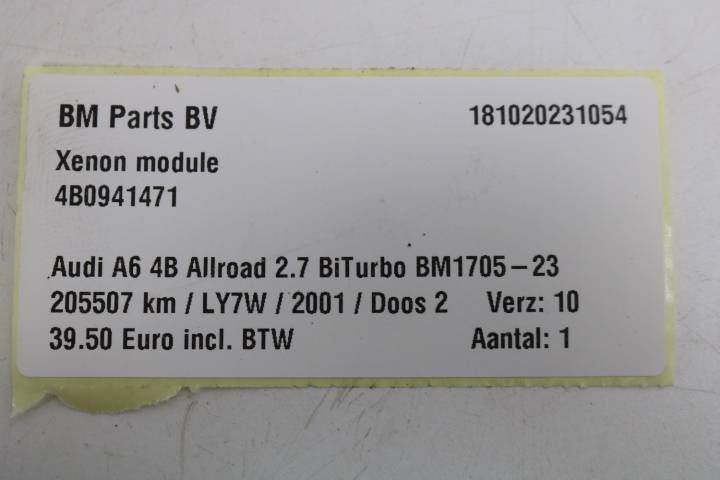 BM Parts BV 181020231054
Xenon module
4B0941471
Audi A6 4B Allroad 2.7 BiTurbo BM1705-23
205507 km / LY7W / 2001 / Doos 2 Verz: 10
39.50 Euro incl. BTW Aantal: 1